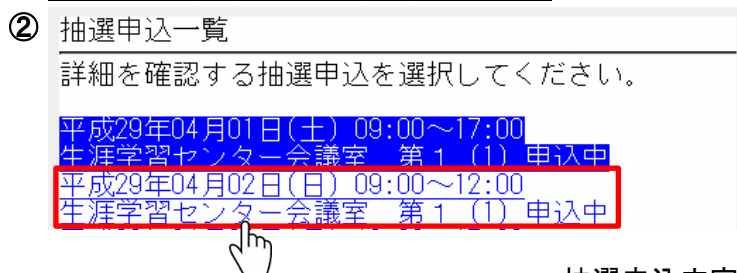 ② 抽選申込一覧
詳細を確認する抽選申込を選択してください。
平成29年04月01日(土) 09:00～17:00
生涯学習センター会議室 第1 (1) 申込中
平成29年04月02日(日) 09:00～12:00
生涯学習センター会議室 第1 (1) 申込中